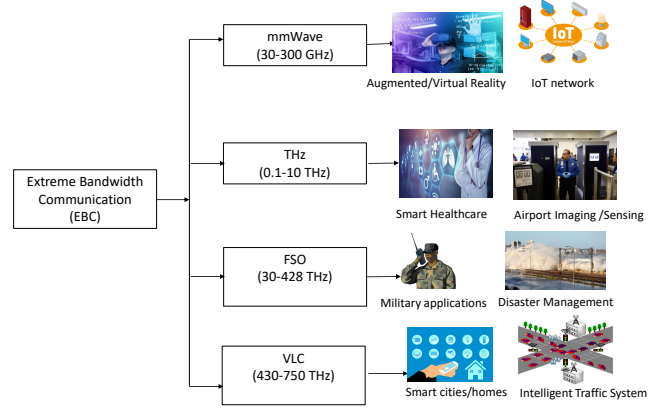 mmWave
(30-300 GHz)
IoT
Augmented/Virtual Reality
IoT network
THz
(0.1-10 THz)
Extreme Bandwidth
Communication
(EBC)
Smart Healthcare
Airport Imaging /Sensing
FSO
(30-428 THz)
Military applications
Disaster Management
VLC
(430-750 THz)
Smart cities/homes
Intelligent Traffic System